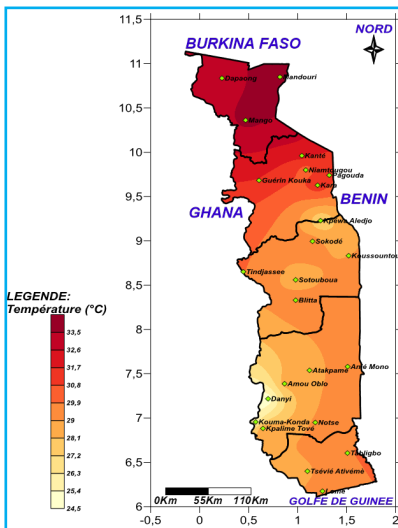 11,5
NORD
BURKINA FASO
11
Dapaong
Mandouri
10,5
Mango
10
Kanté
Niamtougou
Pagouda
Guérin Kouka
Kara
9,5
GHANA
BENIN
Kpewa Aledjo
9
Sokodé
Koussountou
Tindjassee
Sotouboua
8,5
Blitta
LEGENDE:
Température (°C)
33,5
32,6
31,7
30,8
29,9
29
28,1
27,2
26,3
25,4
24,5
8
7,5
Atakpamé
Anié Mono
Amou Oblo
Danyi
7
Kouma-Konda
Notse
Kpalime Tové
6,5
Tabligbo
Tsévié Ativémé
0Km 55Km 110Km
Lomé
GOLFE DE GUINEE
6
-0,5 0 0,5 1 1,5 2